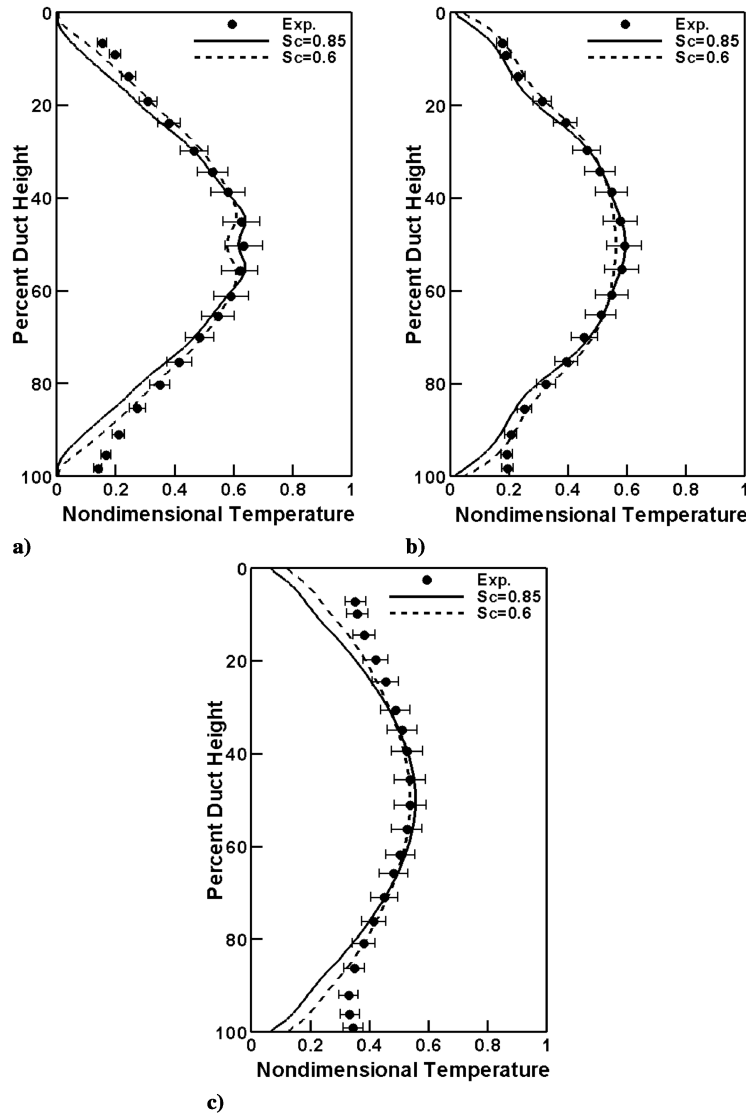 0
20
40
60
80
100
Percent Duct Height
Exp.
Sc=0.85
Sc=0.6
0
0.2
0.4
0.6
0.8
1
Nondimensional Temperature
a)
0
20
40
60
80
100
Percent Duct Height
Exp.
Sc=0.85
Sc=0.6
0
0.2
0.4
0.6
0.8
1
Nondimensional Temperature
b)
0
20
40
60
80
100
Percent Duct Height
Exp.
Sc=0.85
Sc=0.6
0
0.2
0.4
0.6
0.8
1
Nondimensional Temperature
c)